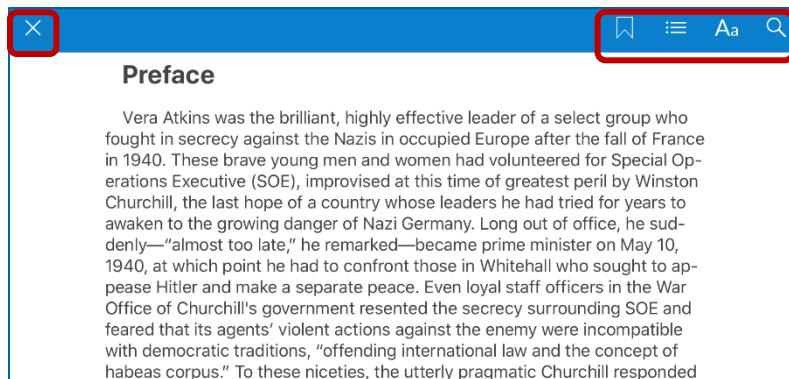 Aa
Preface
Vera Atkins was the brilliant, highly effective leader of a select group who
fought in secrecy against the Nazis in occupied Europe after the fall of France
in 1940. These brave young men and women had volunteered for Special Op-
erations Executive (SOE), improvised at this time of greatest peril by Winston
Churchill, the last hope of a country whose leaders he had tried for years to
awaken to the growing danger of Nazi Germany. Long out of office, he sud-
denly—“almost too late,” he remarked—became prime minister on May 10,
1940, at which point he had to confront those in Whitehall who sought to ap-
pease Hitler and make a separate peace. Even loyal staff officers in the War
Office of Churchill's government resented the secrecy surrounding SOE and
feared that its agents’ violent actions against the enemy were incompatible
with democratic traditions, “offending international law and the concept of
habeas corpus.” To these niceties, the utterly pragmatic Churchill responded